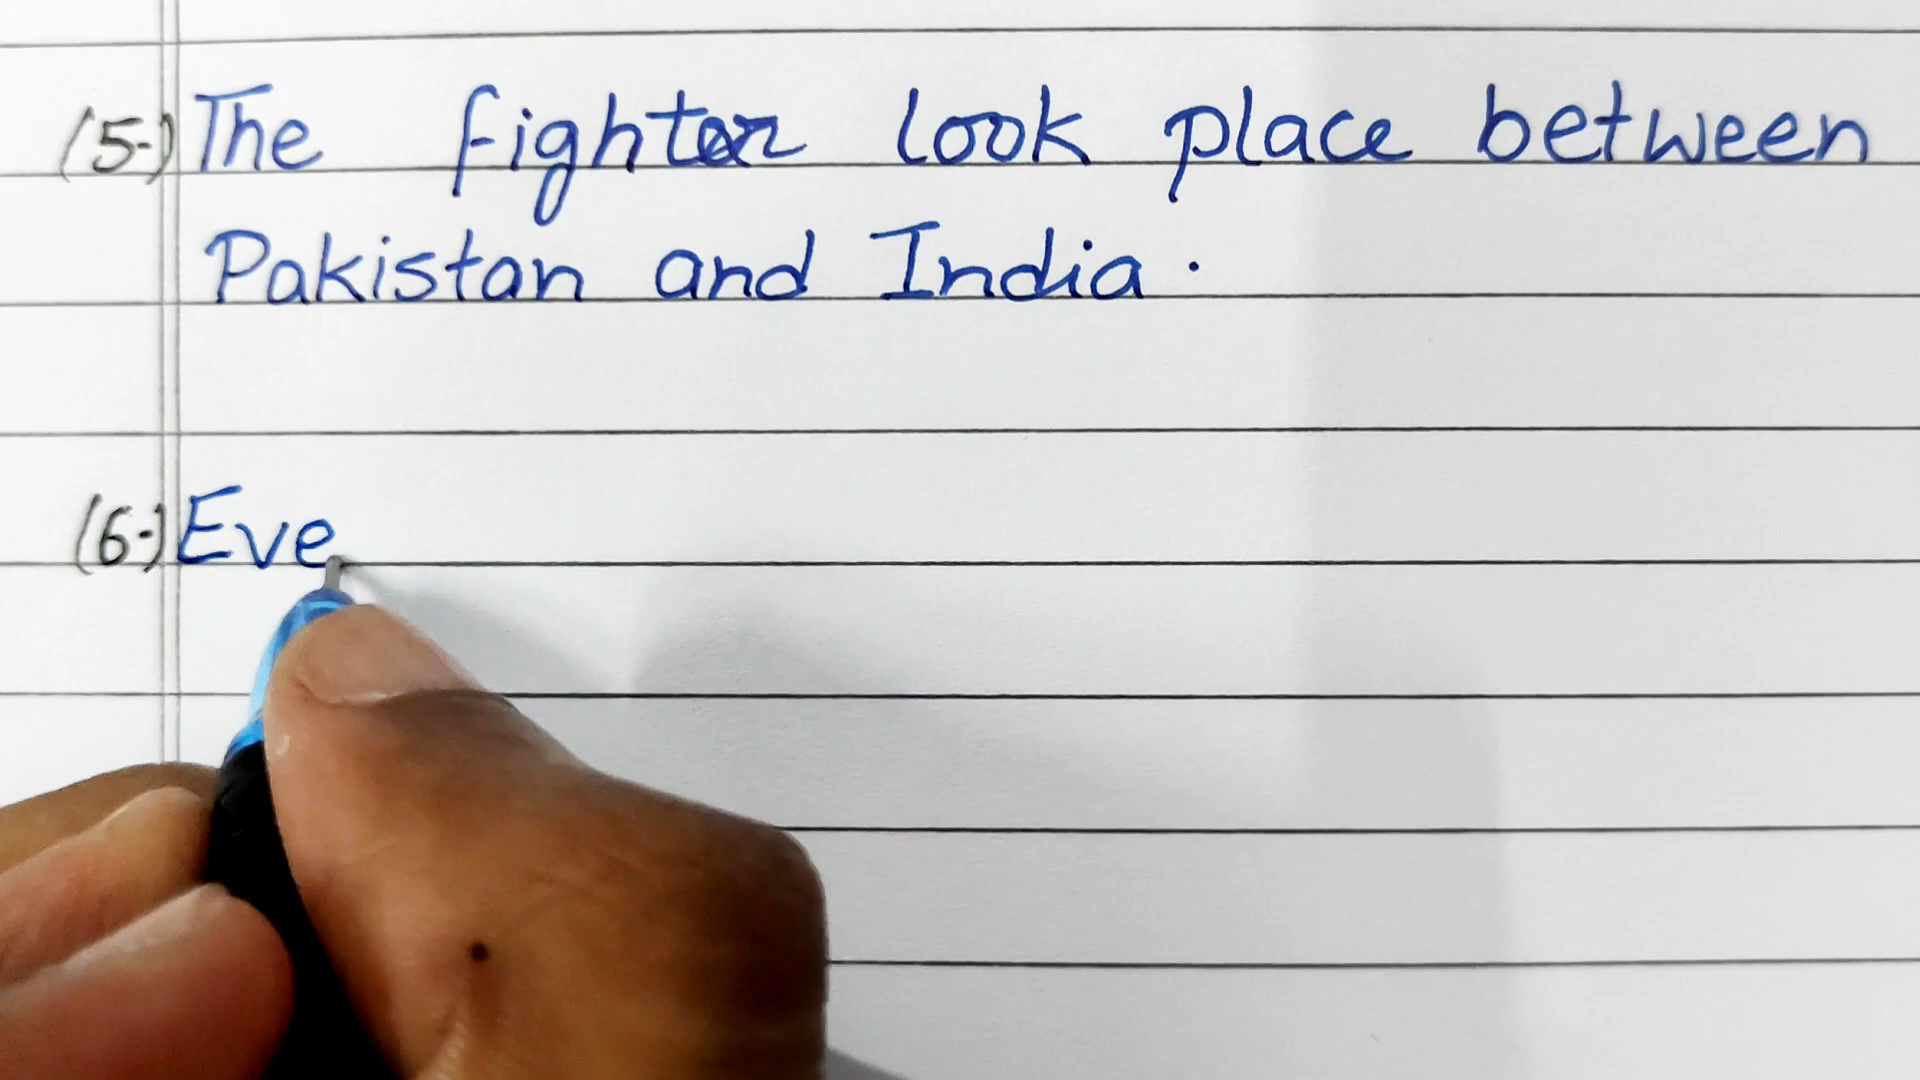 (5-) The fighter look place between
Pakistan and India.
(6-) Eve